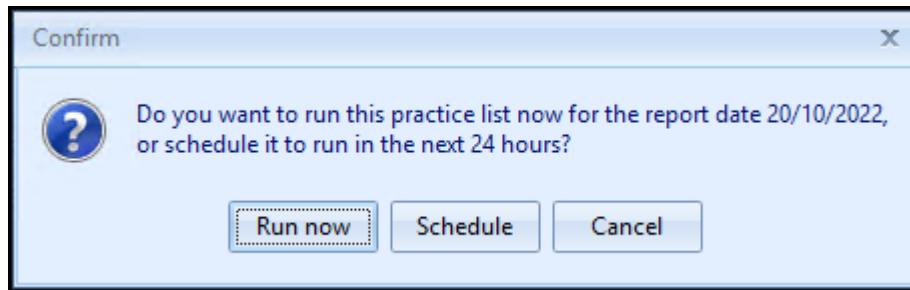 Confirm
Do you want to run this practice list now for the report date 20/10/2022,
or schedule it to run in the next 24 hours?
Run now Schedule Cancel